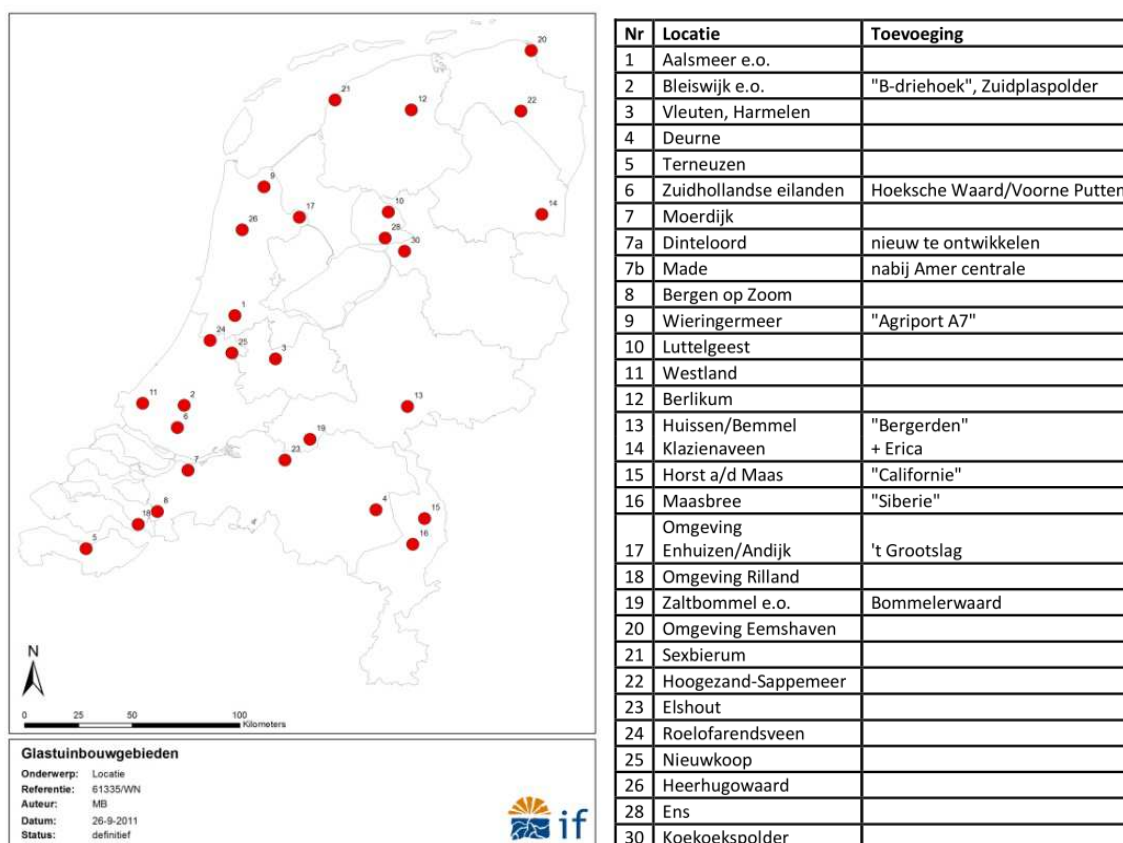 20
21
12
22
9
10
14
17
26
28
30
1
24
25
3
11
2
13
6
19
23
7
8
4
18
15
5
16
N
0 25 50 100
Kilometers
Glastuinbouwgebieden
Onderwerp: Locatie
Referentie: 61335/WN
Auteur: MB
Datum: 26-9-2011
Status: definitief
if
Nr Locatie Toevoeging
1 Aalsmeer e.o.
2 Bleiswijk e.o. "B-driehoek", Zuidplaspolder
3 Vleuten, Harmelen
4 Deurne
5 Terneuzen
6 Zuidhollandse eilanden Hoeksche Waard/Voorne Putten
7 Moerdijk
7a Dinteloord nieuw te ontwikkelen
7b Made nabij Amer centrale
8 Bergen op Zoom
9 Wieringermeer "Agriport A7"
10 Luttelgeest
11 Westland
12 Berlikum
13 Huissen/Bemmel "Bergerden"
14 Klazienaveen + Erica
15 Horst a/d Maas "Californie"
16 Maasbree "Siberie"
Omgeving
17 Enhuizen/Andijk 't Grootslag
18 Omgeving Rilland
19 Zaltbommel e.o. Bommelerwaard
20 Omgeving Eemshaven
21 Sexbierum
22 Hoogezand-Sappemeer
23 Elshout
24 Roelofarendsveen
25 Nieuwkoop
26 Heerhugowaard
28 Ens
30 Koekoekspolder